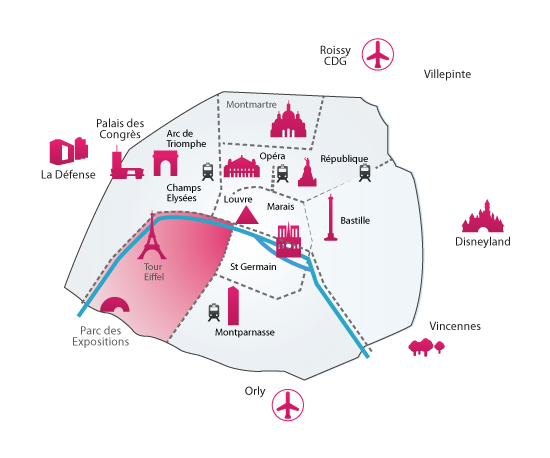 Roissy
CDG
Villepinte
Montmartre
Palais des
Congrès
Arc de
Triomphe
La Défense
Opéra
République
Champs
Elysées
Louvre
Marais
Bastille
Disneyland
Tour
Eiffel
St Germain
Parc des
Expositions
Montparnasse
Vincennes
Orly